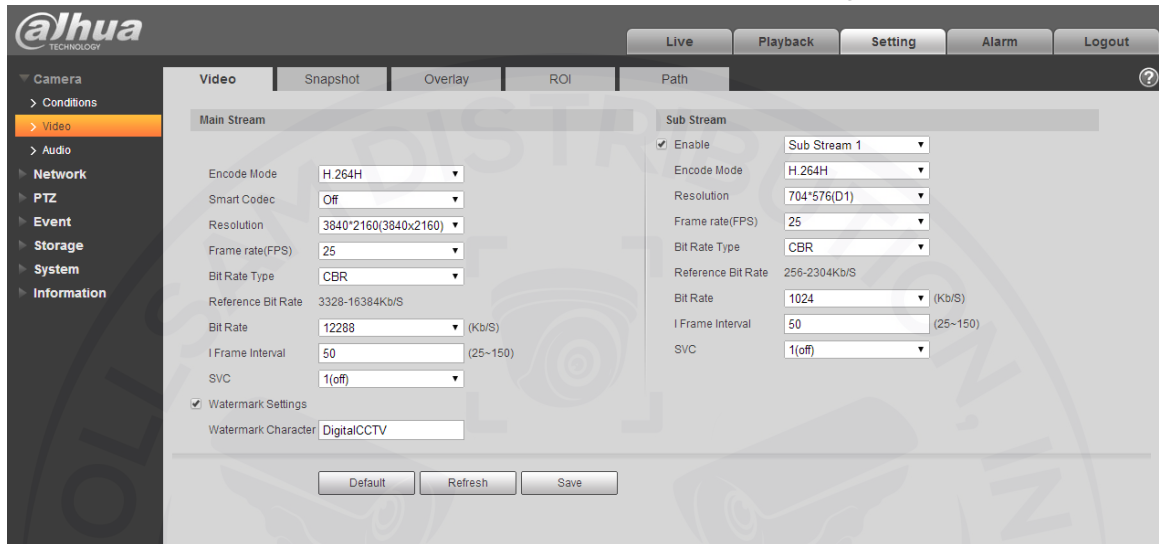 alhua
TECHNOLOGY
Live Playback Setting Alarm Logout
Camera
> Conditions
> Video
> Audio
Network
PTZ
Event
Storage
System
Information
Video Snapshot Overlay ROI Path ?
Main Stream
Encode Mode H.264H
Smart Codec Off
Resolution 3840*2160(3840x2160)
Frame rate(FPS) 25
Bit Rate Type CBR
Reference Bit Rate 3328-16384Kb/S
Bit Rate 12288 (Kb/S)
I Frame Interval 50 (25~150)
SVC 1(off)
Watermark Settings
Watermark Character DigitalCCTV
Default Refresh Save
Sub Stream
Enable Sub Stream 1
Encode Mode H.264H
Resolution 704*576(D1)
Frame rate(FPS) 25
Bit Rate Type CBR
Reference Bit Rate 256-2304Kb/S
Bit Rate 1024 (Kb/S)
I Frame Interval 50 (25~150)
SVC 1(off)
DISTRIBUTION, IN